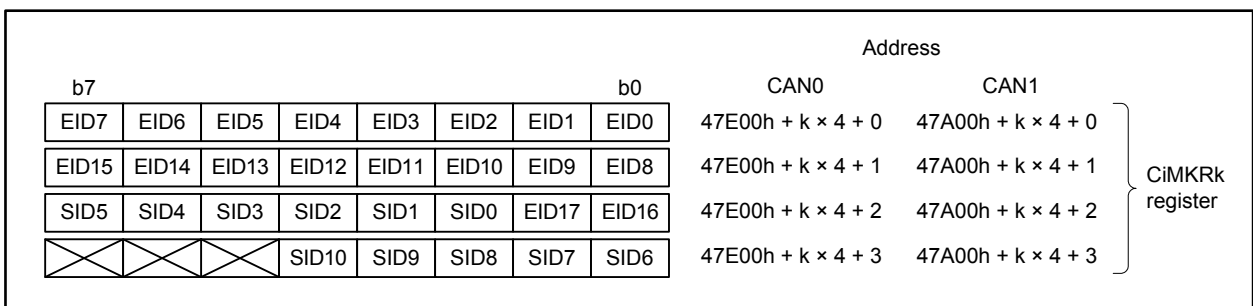 Address
b7 b0 CAN0 CAN1
EID7 EID6 EID5 EID4 EID3 EID2 EID1 EID0 47E00h + k × 4 + 0 47A00h + k × 4 + 0
EID15 EID14 EID13 EID12 EID11 EID10 EID9 EID8 47E00h + k × 4 + 1 47A00h + k × 4 + 1
CiMKRk
register
SID5 SID4 SID3 SID2 SID1 SID0 EID17 EID16 47E00h + k × 4 + 2 47A00h + k × 4 + 2
SID10 SID9 SID8 SID7 SID6 47E00h + k × 4 + 3 47A00h + k × 4 + 3